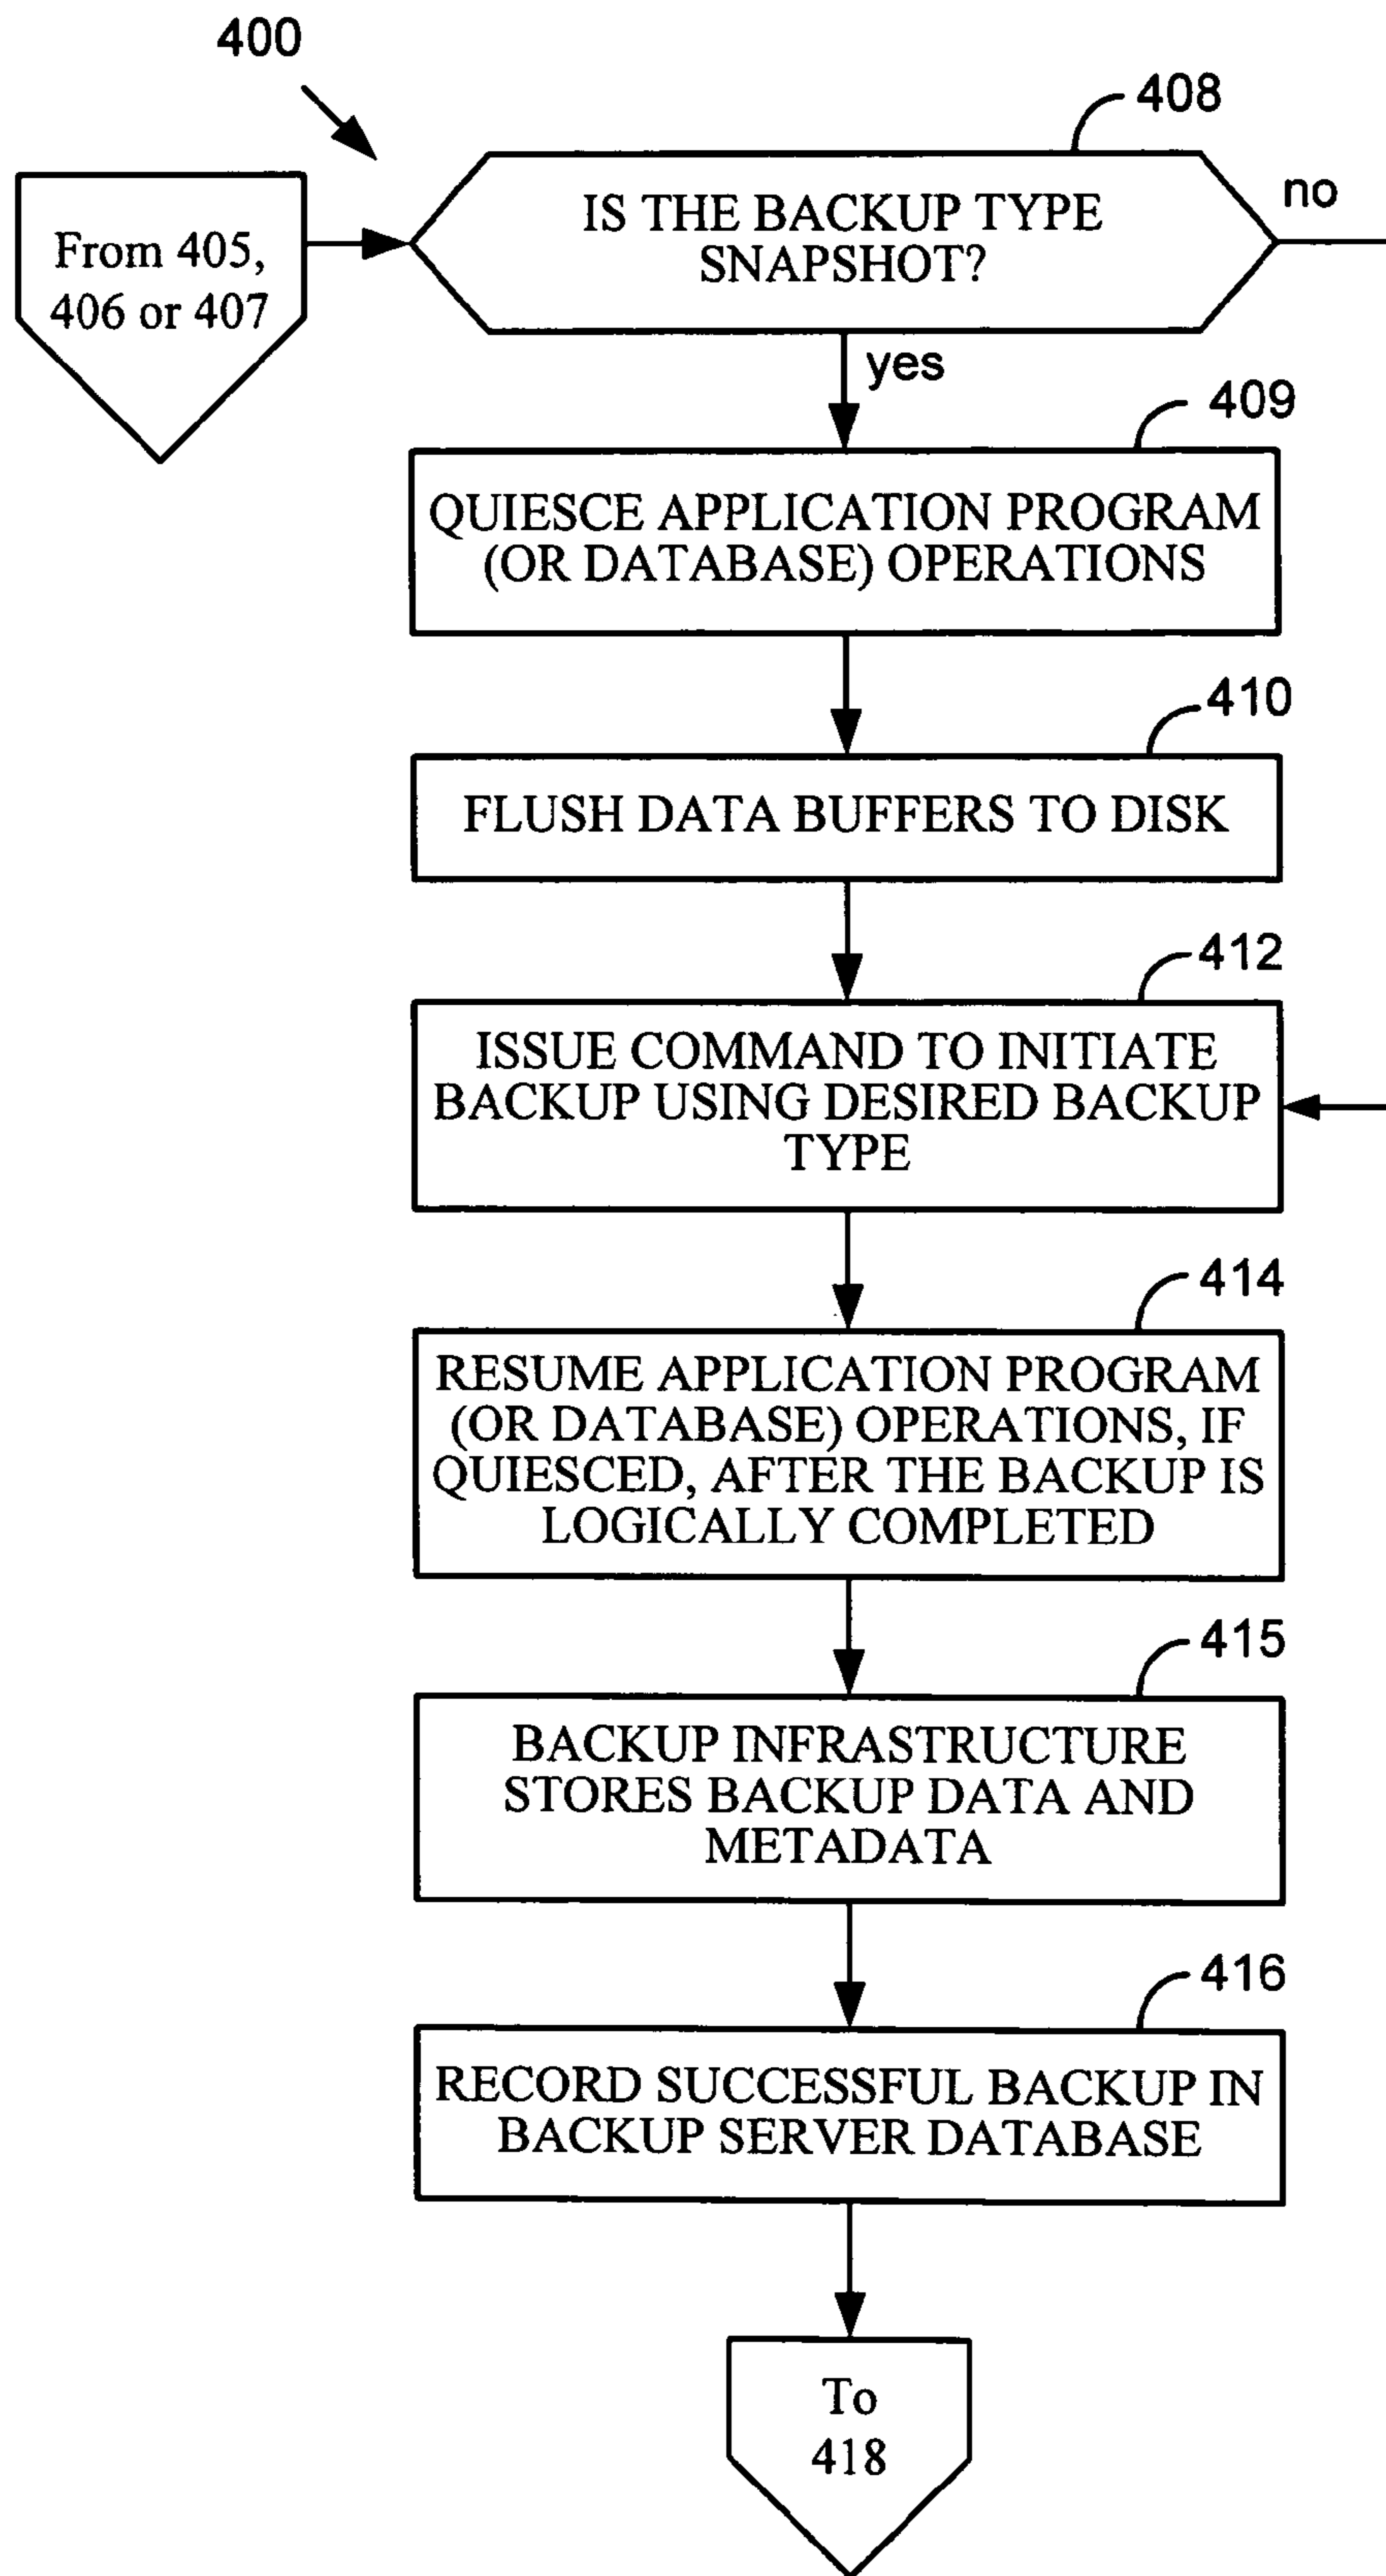 400
408
IS THE BACKUP TYPE
SNAPSHOT?
no
From 405,
406 or 407
yes
409
QUIESCE APPLICATION PROGRAM
(OR DATABASE) OPERATIONS
410
FLUSH DATA BUFFERS TO DISK
412
ISSUE COMMAND TO INITIATE
BACKUP USING DESIRED BACKUP
TYPE
414
RESUME APPLICATION PROGRAM
(OR DATABASE) OPERATIONS, IF
QUIESCED, AFTER THE BACKUP IS
LOGICALLY COMPLETED
415
BACKUP INFRASTRUCTURE
STORES BACKUP DATA AND
METADATA
416
RECORD SUCCESSFUL BACKUP IN
BACKUP SERVER DATABASE
To
418